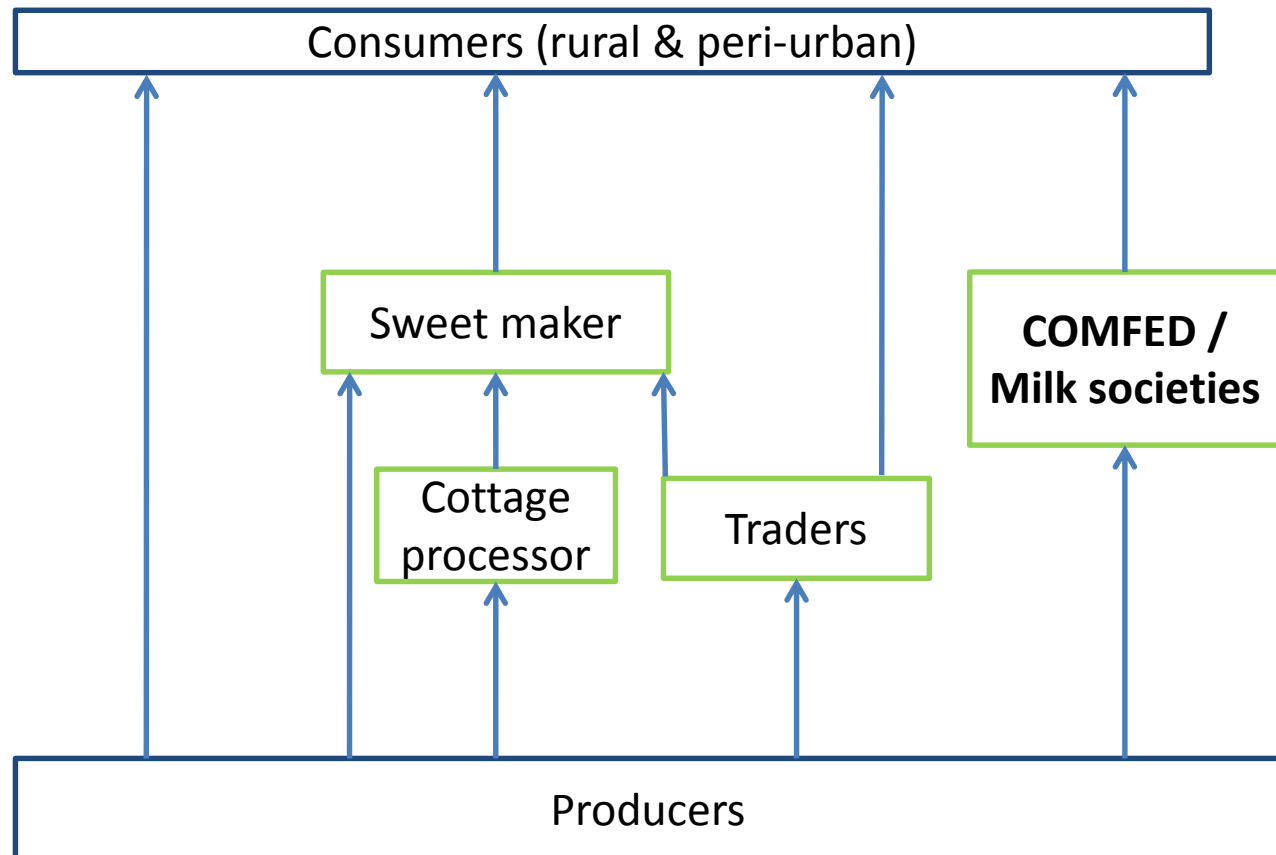 Consumers (rural & peri-urban)
Sweet maker
COMFED /
Milk societies
Cottage
processor
Traders
Producers